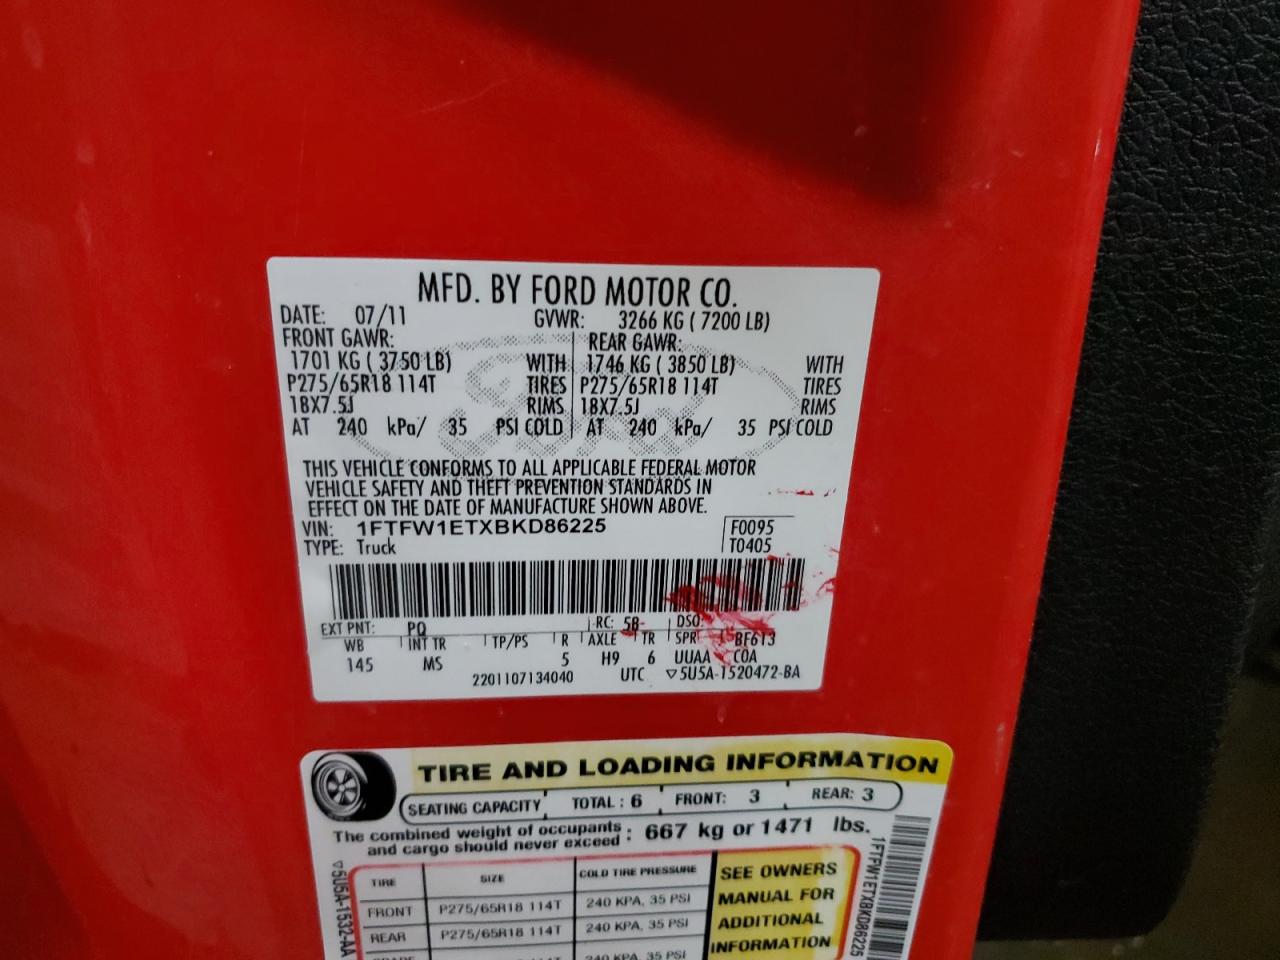 MFD. BY FORD MOTOR CO.
DATE: 07/11 GVWR: 3266 KG ( 7200 LB)
FRONT GAWR: REAR GAWR:
1701 KG ( 3750 LB) WITH 1746 KG ( 3850 LB) WITH
P275/65R18 114T TIRES P275/65R18 114T TIRES
18X7.5J RIMS 18X7.5J RIMS
AT 240 kPa/ 35 PSI COLD AT 240 kPa/ 35 PSI COLD
THIS VEHICLE CONFORMS TO ALL APPLICABLE FEDERAL MOTOR
VEHICLE SAFETY AND THEFT PREVENTION STANDARDS IN
EFFECT ON THE DATE OF MANUFACTURE SHOWN ABOVE.
VIN: 1FTFW1ETXBKD86225 F0095
TYPE: Truck T0405
EXT PNT: PQ RC: 58 DSO:
WB INT TR TP/PS R AXLE TR SPR BF613
145 MS 5 H9 6 UUAA COA
2201107134040 UTC ▽5U5A-1520472-BA
TIRE AND LOADING INFORMATION
SEATING CAPACITY TOTAL : 6 FRONT: 3 REAR: 3
The combined weight of occupants
and cargo should never exceed : 667 kg or 1471 lbs.
TIRE SIZE COLD TIRE PRESSURE
FRONT P275/65R18 114T 240 KPA, 35 PSI
REAR P275/65R18 114T 240 KPA, 35 PSI
240 KPA, 35 PSI
SEE OWNERS
MANUAL FOR
ADDITIONAL
INFORMATION
▽5U5A-1532-AA
1FTFW1ETXBKD86225